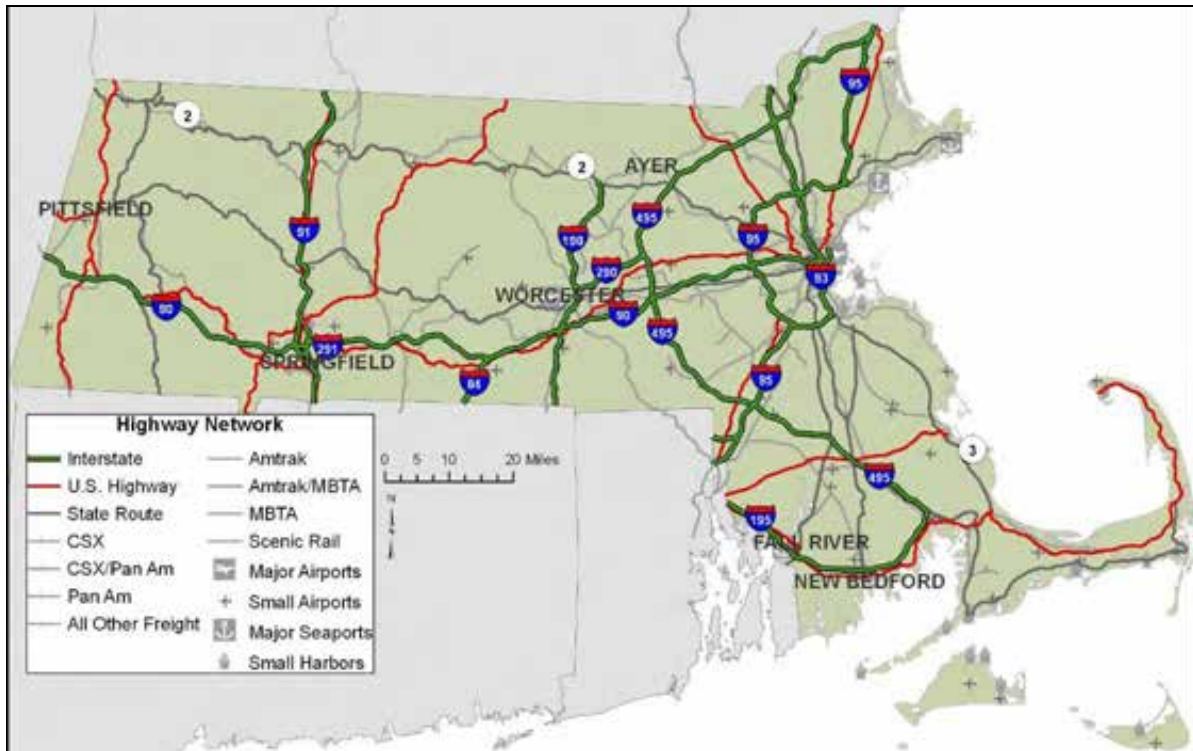 95
2
2
AYER
PITTSFIELD
495
91
190
95
290
93
WORCESTER
90
90
495
291
SPRINGFIELD
84
95
Highway Network
Interstate
U.S. Highway
State Route
CSX
CSX/Pan Am
Pan Am
All Other Freight
Amtrak
Amtrak/MBTA
MBTA
Scenic Rail
Major Airports
Small Airports
Major Seaports
Small Harbors
0 5 10 20 Miles
N
3
495
195
FALL RIVER
NEW BEDFORD